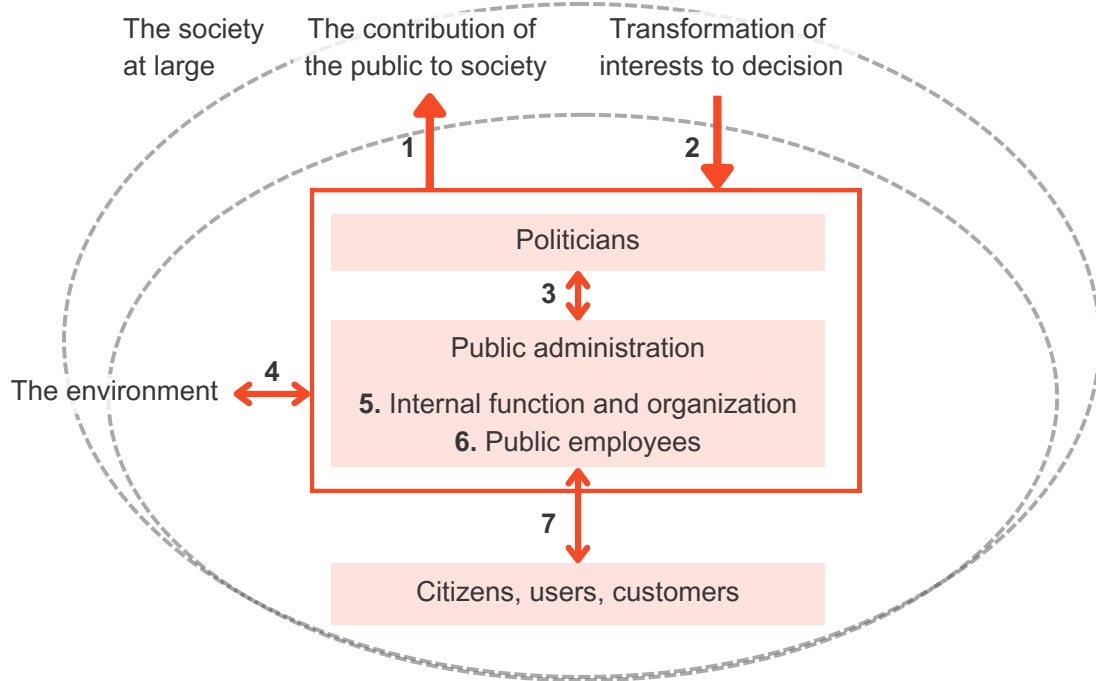 The society
at large
The contribution of
the public to society
Transformation of
interests to decision
1
2
Politicians
3
Public administration
4
The environment
5. Internal function and organization
6. Public employees
7
Citizens, users, customers